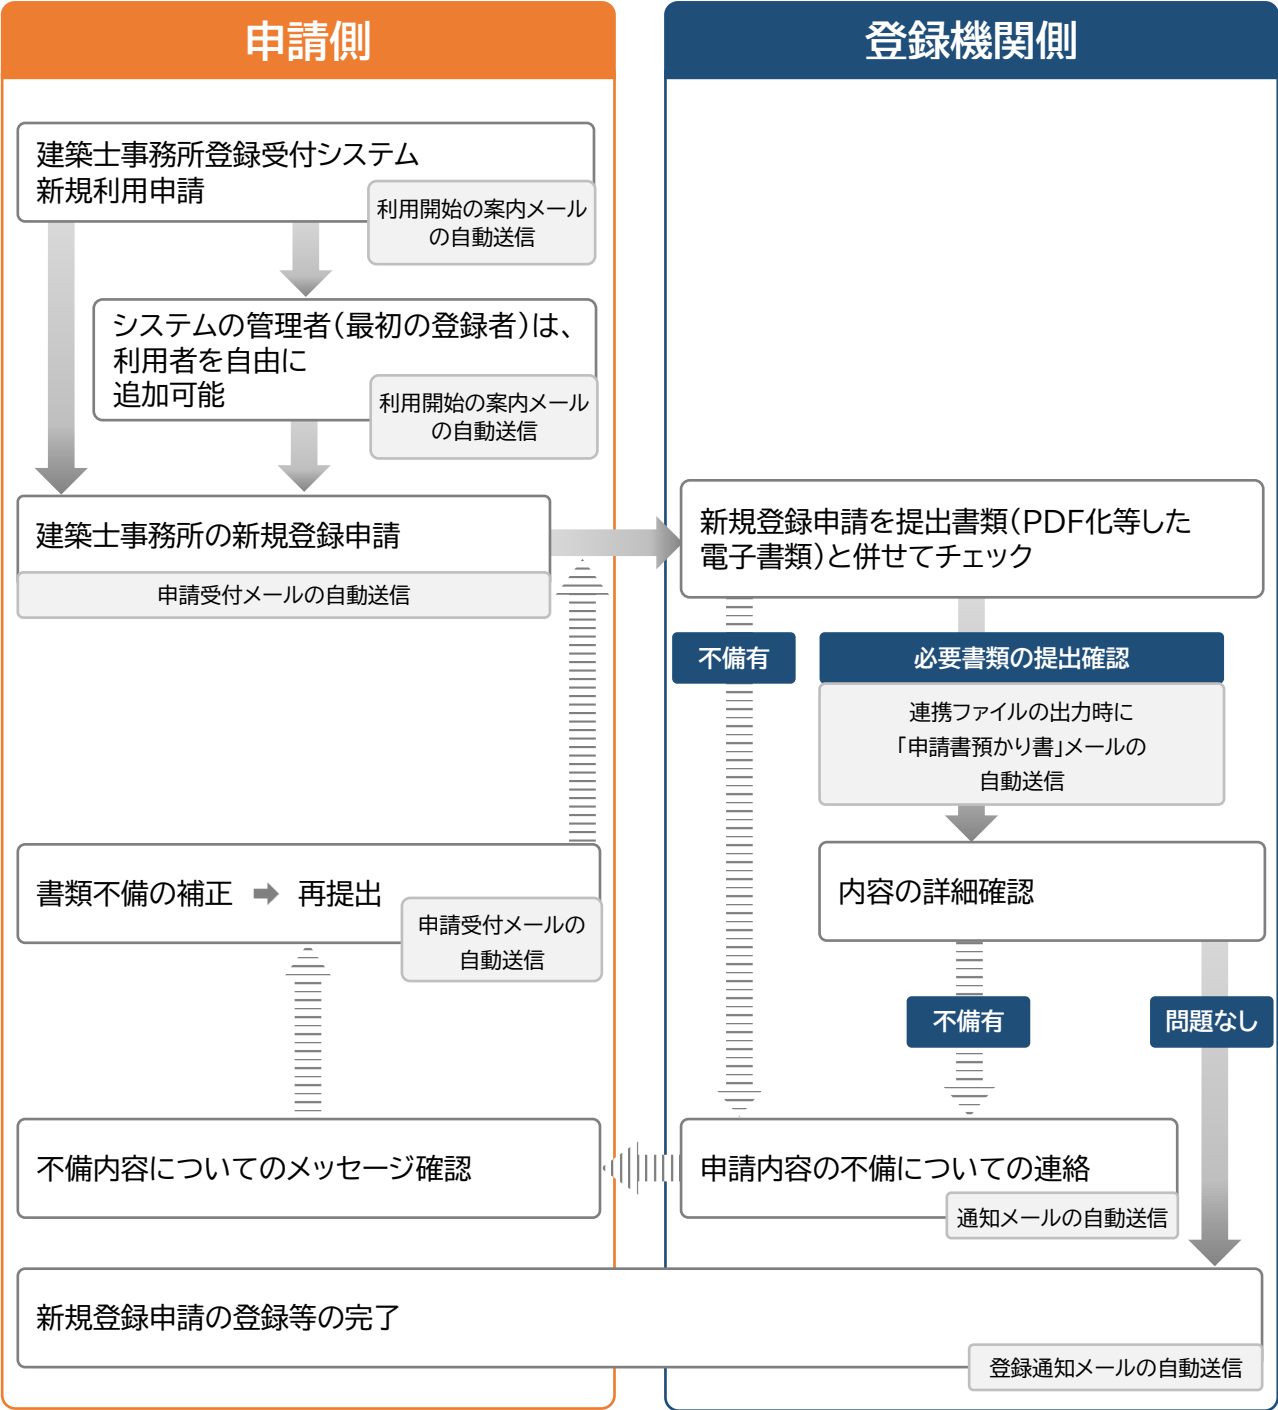 申請側
登録機関側
建築士事務所登録受付システム
新規利用申請
利用開始の案内メール
の自動送信
システムの管理者(最初の登録者)は、
利用者を自由に
追加可能
利用開始の案内メール
の自動送信
建築士事務所の新規登録申請
申請受付メールの自動送信
新規登録申請を提出書類(PDF化等した
電子書類)と併せてチェック
不備有
必要書類の提出確認
連携ファイルの出力時に
「申請書預かり書」メールの
自動送信
書類不備の補正 ➡ 再提出
申請受付メールの
自動送信
内容の詳細確認
不備有
問題なし
不備内容についてのメッセージ確認
申請内容の不備についての連絡
通知メールの自動送信
新規登録申請の登録等の完了
登録通知メールの自動送信